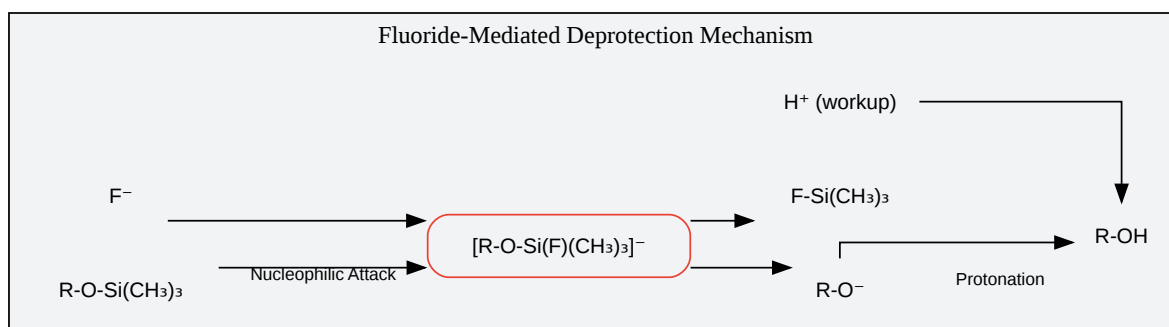 Fluoride-Mediated Deprotection Mechanism
H⁺ (workup)
F⁻
F-Si(CH₃)₃
[R-O-Si(F)(CH₃)₃]⁻
R-OH
Nucleophilic Attack
R-O-Si(CH₃)₃
R-O⁻
Protonation